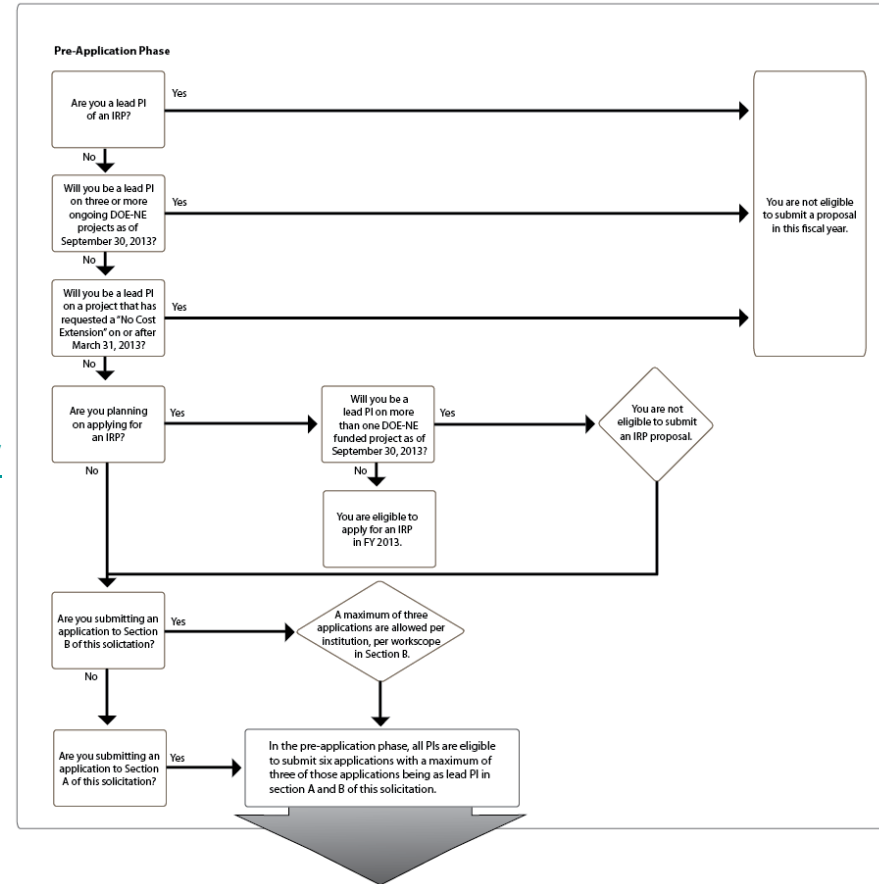 Pre-Application Phase
Are you a lead PI
of an IRP?
Yes
No
Will you be a lead PI
on three or more
ongoing DOE-NE
projects as of
September 30, 2013?
Yes
No
Will you be a lead PI
on a project that has
requested a "No Cost
Extension" on or after
March 31, 2013?
Yes
You are not eligible
to submit a proposal
in this fiscal year.
No
Are you planning
on applying for
an IRP?
Yes
Will you be a
lead PI on more
than one DOE-NE
funded project as of
September 30, 2013?
Yes
You are not
eligible to submit
an IRP proposal.
No
No
You are eligible to
apply for an IRP
in FY 2013.
Are you submitting an
application to Section
B of this solictation?
Yes
A maximum of three
applications are allowed per
institution, per workscope
in Section B.
No
Are you submitting an
application to Section
A of this solicitation?
Yes
In the pre-application phase, all PIs are eligible
to submit six applications with a maximum of
three of those applications being as lead PI in
section A and B of this solicitation.